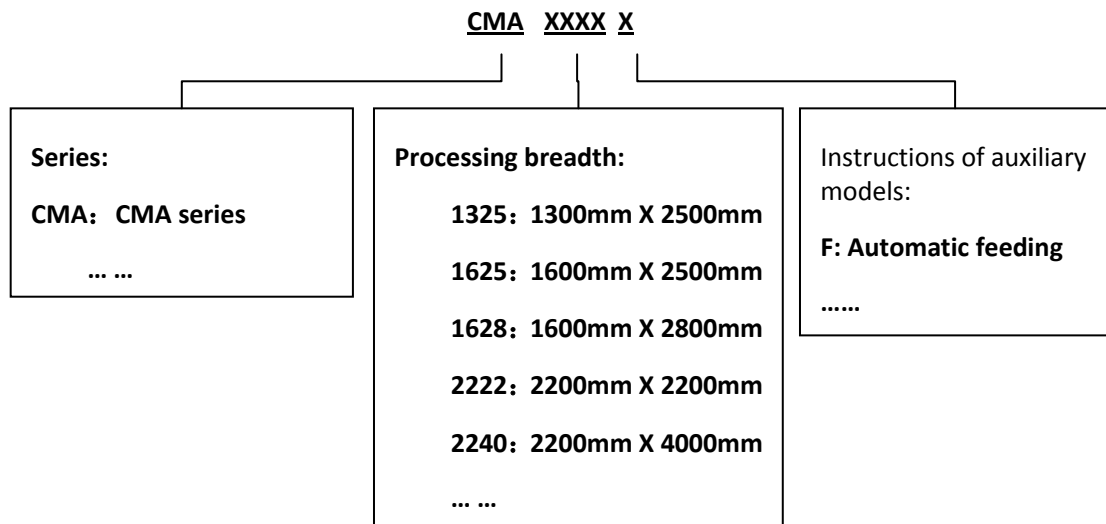 CMA XXXX X
Series:
CMA：CMA series
… …
Processing breadth:
1325：1300mm X 2500mm
1625：1600mm X 2500mm
1628：1600mm X 2800mm
2222：2200mm X 2200mm
2240：2200mm X 4000mm
… …
Instructions of auxiliary
models:
F: Automatic feeding
……